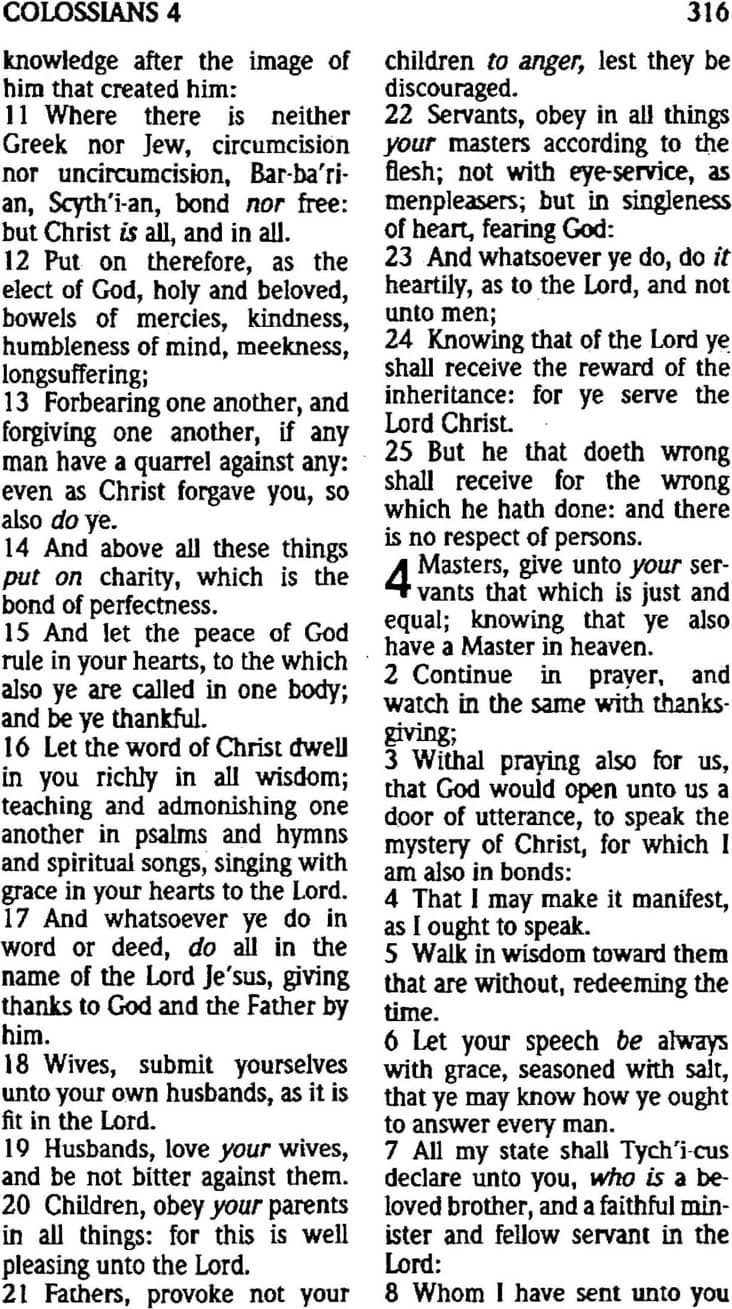 COLOSSIANS 4 316
knowledge after the image of
him that created him:
11 Where there is neither
Greek nor Jew, circumcision
nor uncircumcision, Bar-ba'ri-
an, Scyth'i-an, bond nor free:
but Christ is all, and in all.
12 Put on therefore, as the
elect of God, holy and beloved,
bowels of mercies, kindness,
humbleness of mind, meekness,
longsuffering;
13 Forbearing one another, and
forgiving one another, if any
man have a quarrel against any:
even as Christ forgave you, so
also do ye.
14 And above all these things
put on charity, which is the
bond of perfectness.
15 And let the peace of God
rule in your hearts, to the which
also ye are called in one body;
and be ye thankful.
16 Let the word of Christ dwell
in you richly in all wisdom;
teaching and admonishing one
another in psalms and hymns
and spiritual songs, singing with
grace in your hearts to the Lord.
17 And whatsoever ye do in
word or deed, do all in the
name of the Lord Je'sus, giving
thanks to God and the Father by
him.
18 Wives, submit yourselves
unto your own husbands, as it is
fit in the Lord.
19 Husbands, love your wives,
and be not bitter against them.
20 Children, obey your parents
in all things: for this is well
pleasing unto the Lord.
21 Fathers, provoke not your
children to anger, lest they be
discouraged.
22 Servants, obey in all things
your masters according to the
flesh; not with eye-service, as
menpleasers; but in singleness
of heart, fearing God:
23 And whatsoever ye do, do it
heartily, as to the Lord, and not
unto men;
24 Knowing that of the Lord ye
shall receive the reward of the
inheritance: for ye serve the
Lord Christ.
25 But he that doeth wrong
shall receive for the wrong
which he hath done: and there
is no respect of persons.
4 Masters, give unto your ser-
vants that which is just and
equal; knowing that ye also
have a Master in heaven.
2 Continue in prayer, and
watch in the same with thanks-
giving;
3 Withal praying also for us,
that God would open unto us a
door of utterance, to speak the
mystery of Christ, for which I
am also in bonds:
4 That I may make it manifest,
as I ought to speak.
5 Walk in wisdom toward them
that are without, redeeming the
time.
6 Let your speech be always
with grace, seasoned with salt,
that ye may know how ye ought
to answer every man.
7 All my state shall Tych'i-cus
declare unto you, who is a be-
loved brother, and a faithful min-
ister and fellow servant in the
Lord:
8 Whom I have sent unto you